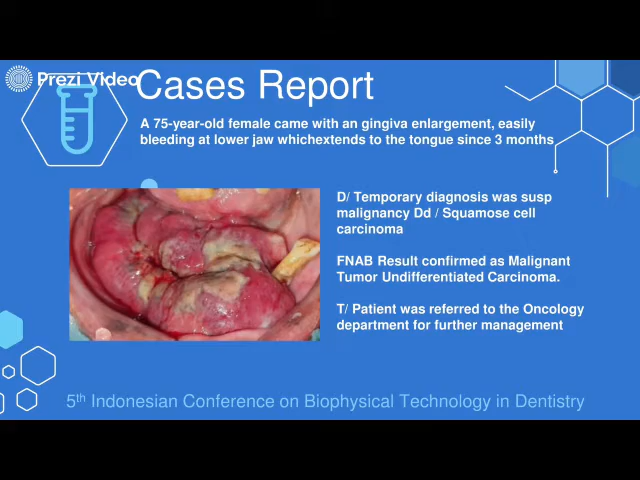 Prezi Video
Cases Report
A 75-year-old female came with an gingiva enlargement, easily
bleeding at lower jaw whichextends to the tongue since 3 months
D/ Temporary diagnosis was susp
malignancy Dd / Squamose cell
carcinoma
FNAB Result confirmed as Malignant
Tumor Undifferentiated Carcinoma.
T/ Patient was referred to the Oncology
department for further management
5th Indonesian Conference on Biophysical Technology in Dentistry